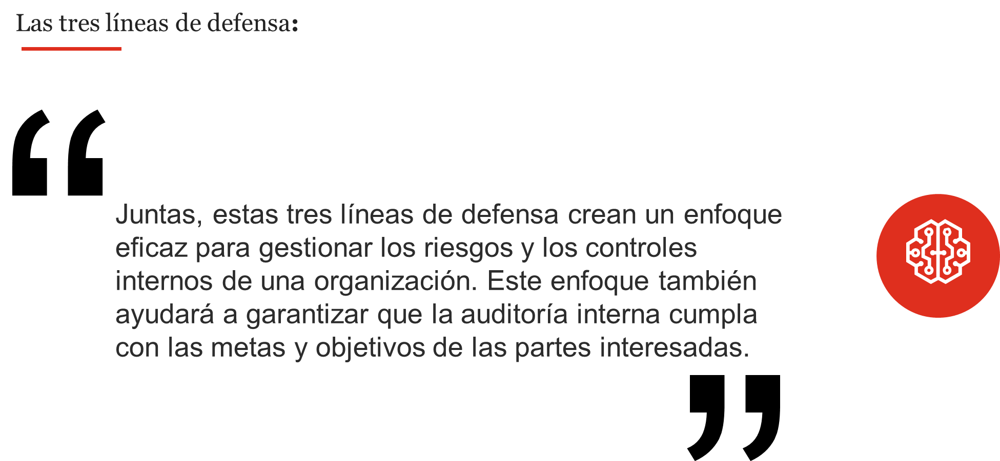 Las tres líneas de defensa:
“
Juntas, estas tres líneas de defensa crean un enfoque
eficaz para gestionar los riesgos y los controles
internos de una organización. Este enfoque también
ayudará a garantizar que la auditoría interna cumpla
con las metas y objetivos de las partes interesadas.
”